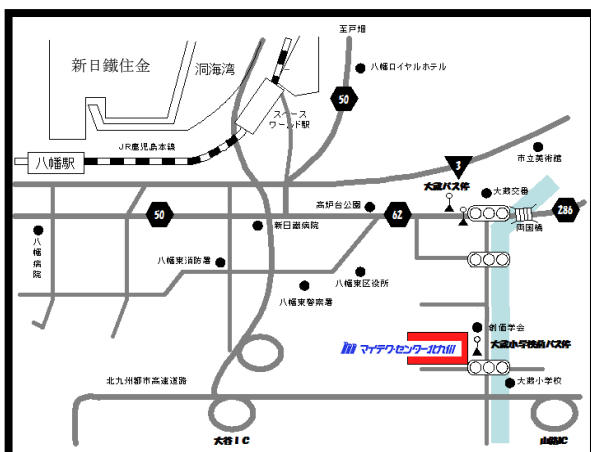 至戸畑
新日鐵住金
洞海湾
八幡ロイヤルホテル
50
スペース
ワールド駅
JR鹿児島本線
八幡駅
3
市立美術館
大蔵バス停
大蔵交番
高炉台公園
50
62
286
両国橋
新日鐵病院
八幡病院
八幡東消防署
八幡東区役所
八幡東警察署
創価学会
マイテク・センター北九州
大蔵小学校前バス停
北九州都市高速道路
大蔵小学校
大谷IC
山路IC